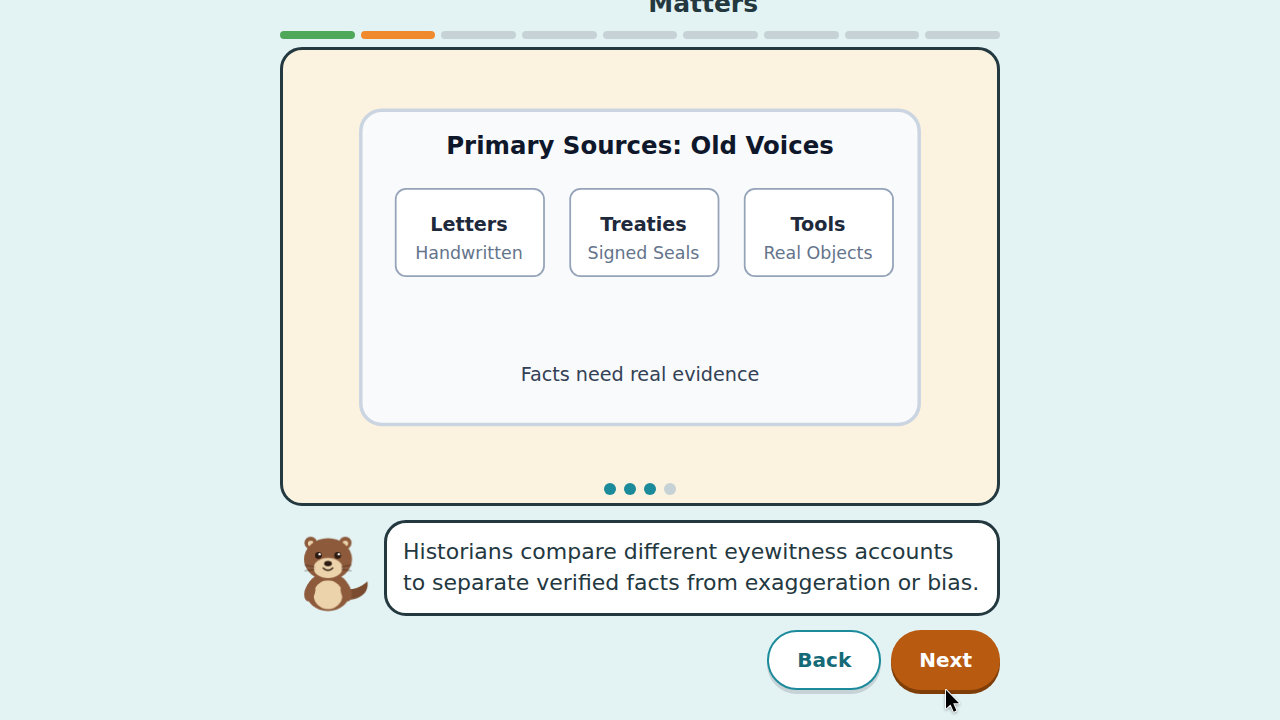 Matters
Primary Sources: Old Voices
Letters
Handwritten
Treaties
Signed Seals
Tools
Real Objects
Facts need real evidence
Historians compare different eyewitness accounts
to separate verified facts from exaggeration or bias.
Back
Next